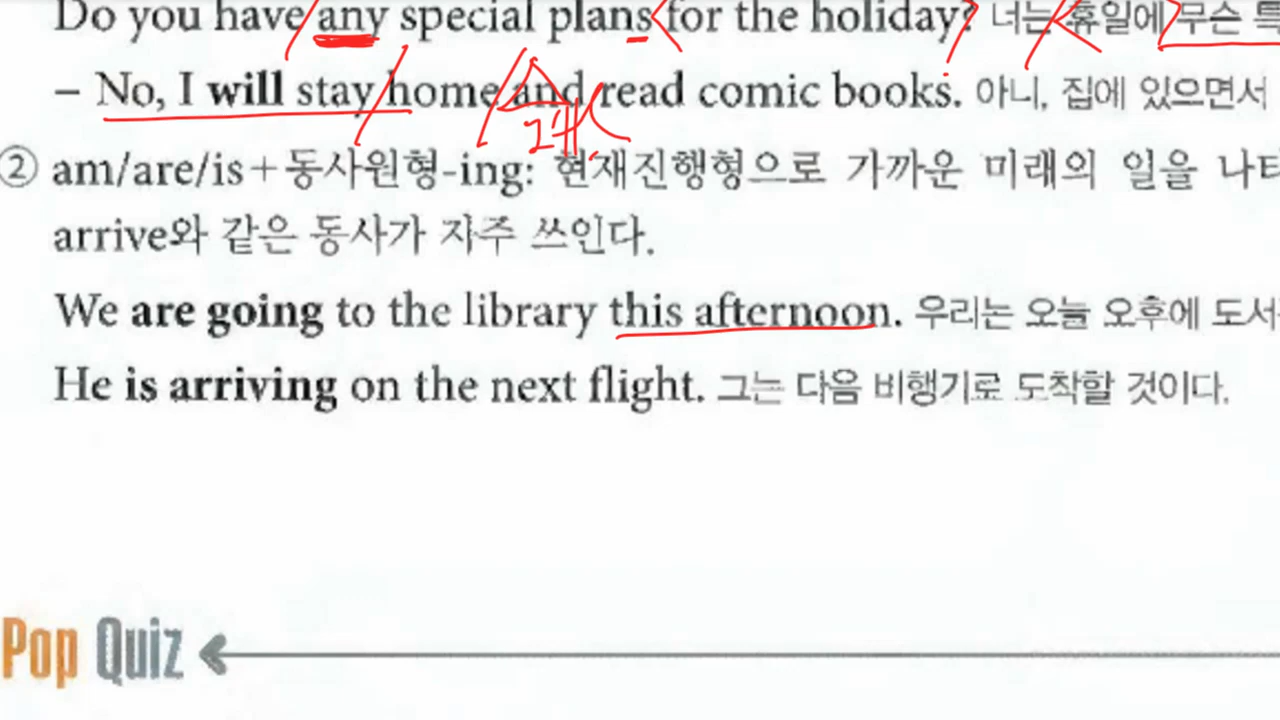 Do you have any special plans for the holiday? 너는 휴일에 무슨
– No, I will stay home and read comic books. 아니, 집에 있으면서
② am/are/is+동사원형-ing: 현재진행형으로 가까운 미래의 일을
arrive와 같은 동사가 자주 쓰인다.
We are going to the library this afternoon. 우리는 오늘 오후에
He is arriving on the next flight. 그는 다음 비행기로 도착할 것이다.
Pop Quiz